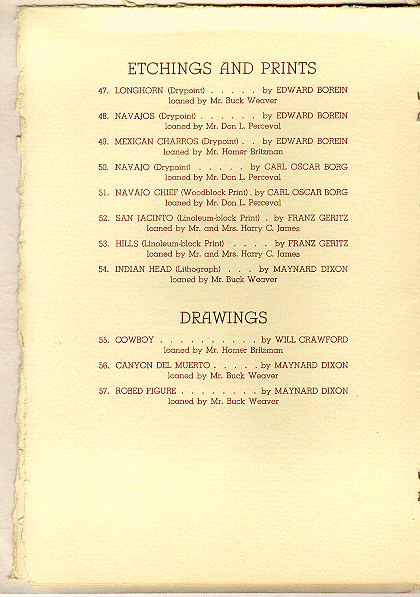 ETCHINGS AND PRINTS
47. LONGHORN (Drypoint) . . . . . by EDWARD BOREIN
loaned by Mr. Buck Weaver
48. NAVAJOS (Drypoint) . . . . . . by EDWARD BOREIN
loaned by Mr. Don L. Perceval
49. MEXICAN CHARROS (Drypoint) . . by EDWARD BOREIN
loaned by Mr. Homer Britzman
50. NAVAJO (Drypoint) . . . . . by CARL OSCAR BORG
loaned by Mr. Don L. Perceval
51. NAVAJO CHIEF (Woodblock Print) . by CARL OSCAR BORG
loaned by Mr. Don L. Perceval
52. SAN JACINTO (Linoleum-block Print) . by FRANZ GERITZ
loaned by Mr. and Mrs. Harry C. James
53. HILLS (Linoleum-block Print) . . . . by FRANZ GERITZ
loaned by Mr. and Mrs. Harry C. James
54. INDIAN HEAD (Lithograph) . . . by MAYNARD DIXON
loaned by Mr. Buck Weaver
DRAWINGS
55. COWBOY . . . . . . . . . . by WILL CRAWFORD
loaned by Mr. Homer Britzman
56. CANYON DEL MUERTO . . . . . by MAYNARD DIXON
loaned by Mr. Buck Weaver
57. ROBED FIGURE . . . . . . . . by MAYNARD DIXON
loaned by Mr. Buck Weaver